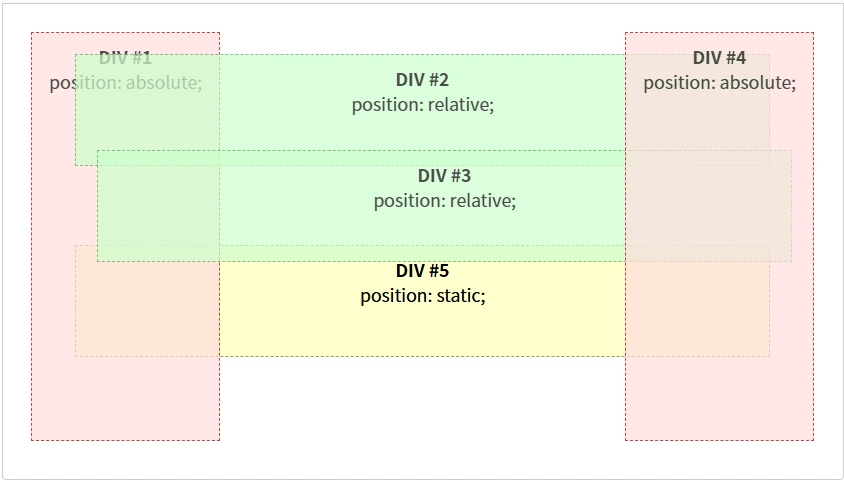 DIV #1
position: absolute;
DIV #2
position: relative;
DIV #4
position: absolute;
DIV #3
position: relative;
DIV #5
position: static;